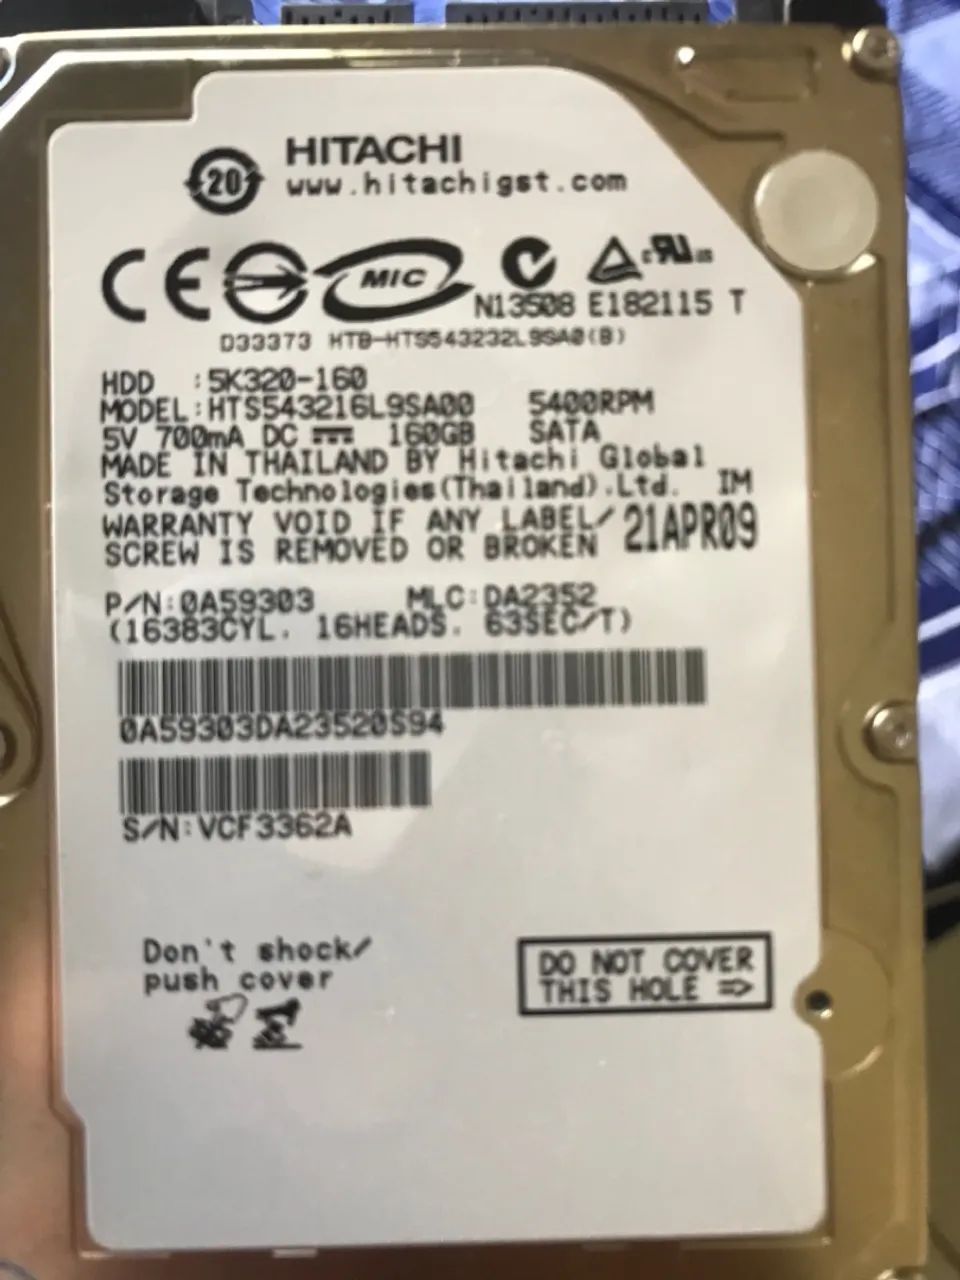 HITACHI
20
www.hitachigst.com
CE
MIC
N13508 E182115 T
D33373 HTB-HTS543232L9SA0(B)
HDD :5K320-160
MODEL:HTS543216L9SA00 5400RPM
5V 700mA DC 160GB SATA
MADE IN THAILAND BY Hitachi Global
Storage Technologies(Thailand).Ltd. IM
WARRANTY VOID IF ANY LABEL/
SCREW IS REMOVED OR BROKEN 21APR09
P/N:0A59303 MLC:DA2352
(16383CYL. 16HEADS. 63SEC/T)
0A59303DA23520S94
S/N:VCF3362A
Don't shock/
push cover
DO NOT COVER
THIS HOLE =>